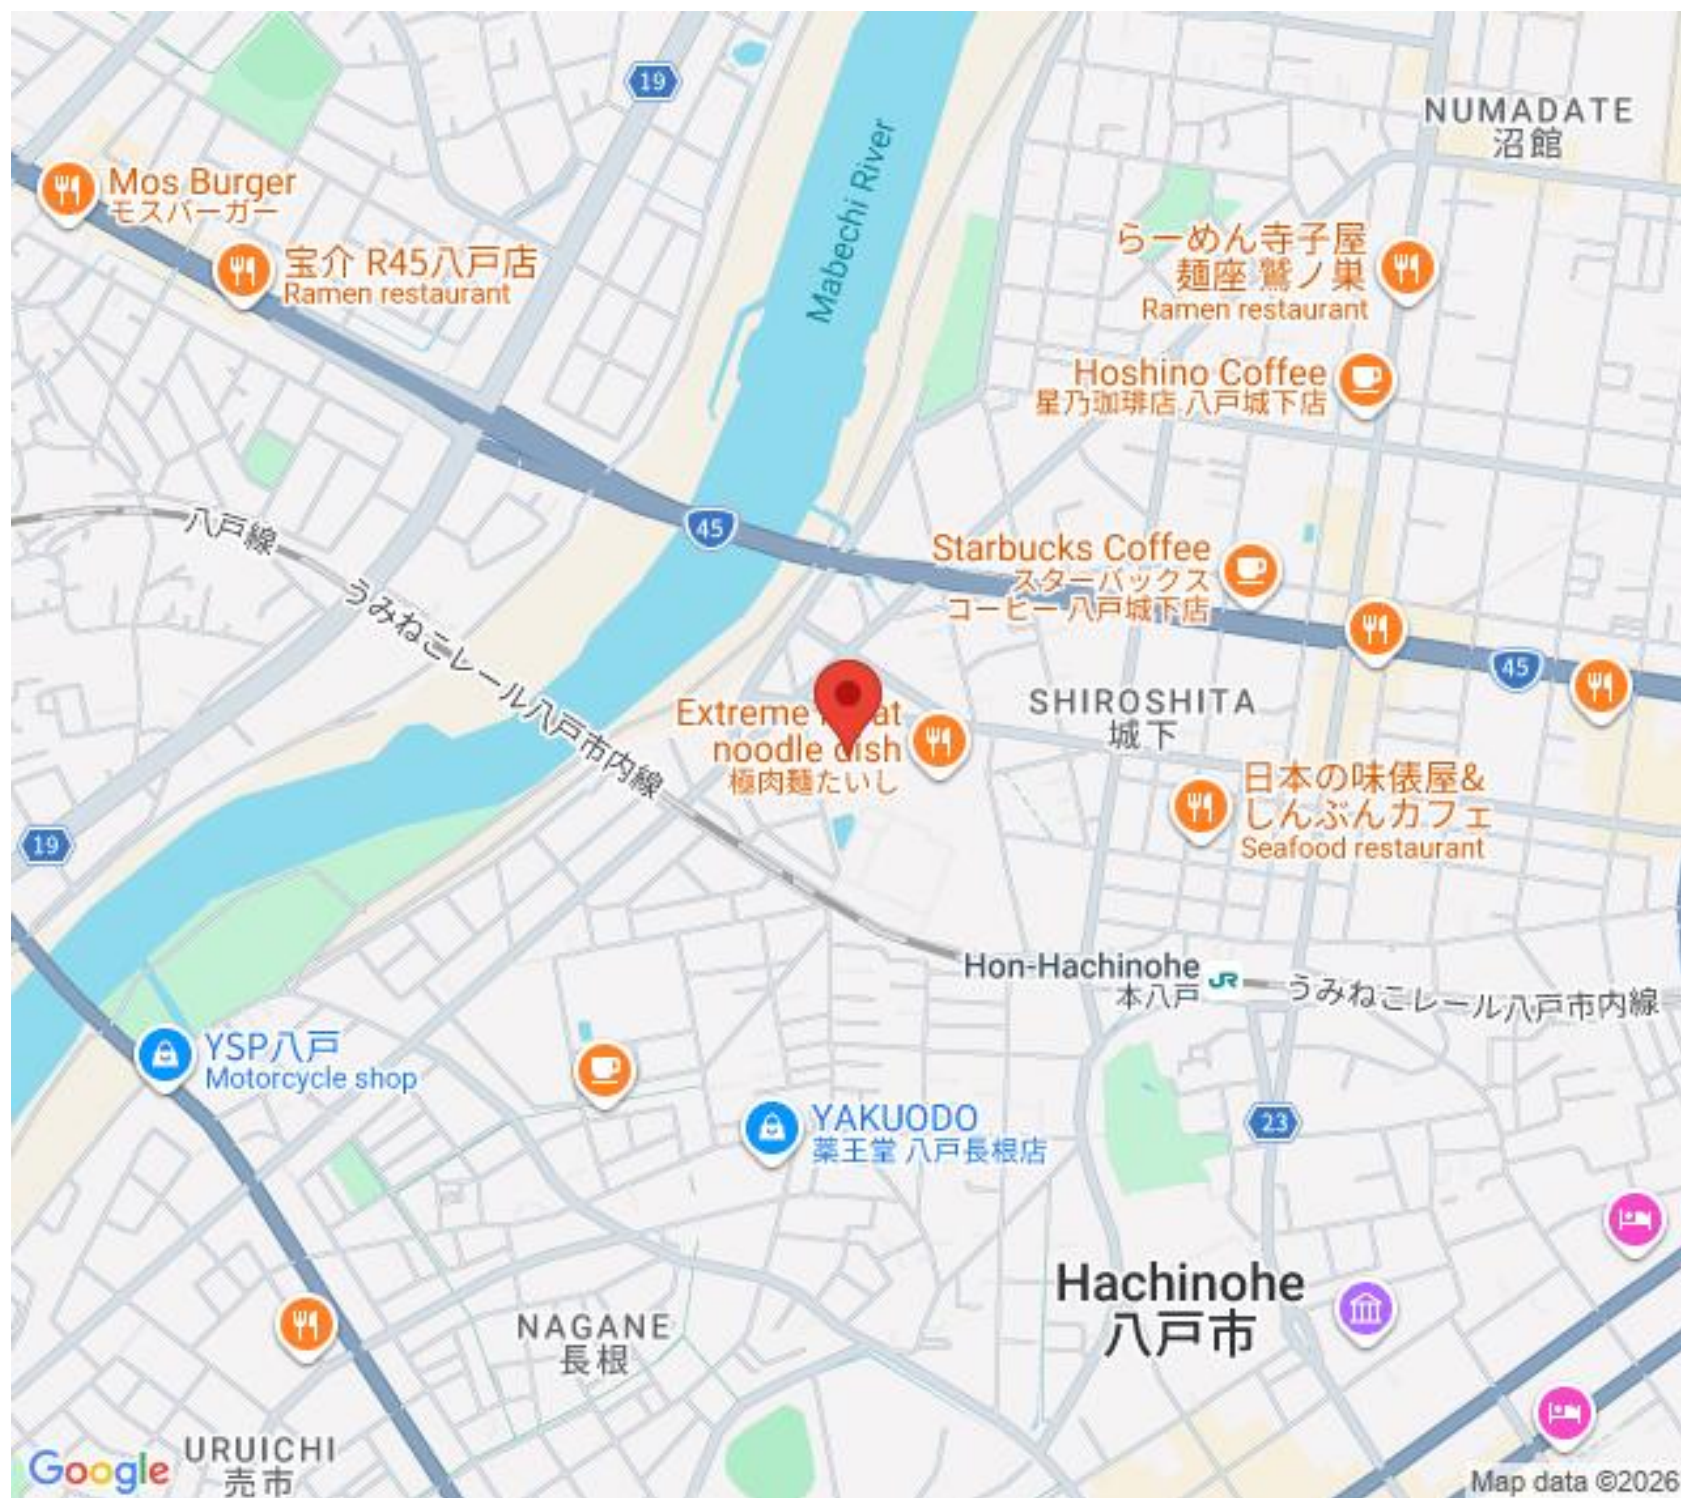 19
NUMADATE
沼館
Mos Burger
モスバーガー
Mabechi River
宝介 R45八戸店
Ramen restaurant
らーめん寺子屋
麺座 鷲ノ巣
Ramen restaurant
Hoshino Coffee
星乃珈琲店 八戸城下店
八戸線
45
Starbucks Coffee
スターバックス
コーヒー 八戸城下店
うみねこレール八戸市内線
45
SHIROSHITA
城下
Extreme
noodle dish
極肉麺たいし
日本の味俵屋&
しんぶんカフェ
Seafood restaurant
19
Hon-Hachinohe
本八戸
JR
うみねこレール八戸市内線
YSP八戸
Motorcycle shop
YAKUODO
薬王堂 八戸長根店
23
Hachinohe
八戸市
NAGANE
長根
URUICHI
売市
Google
Map data ©2026